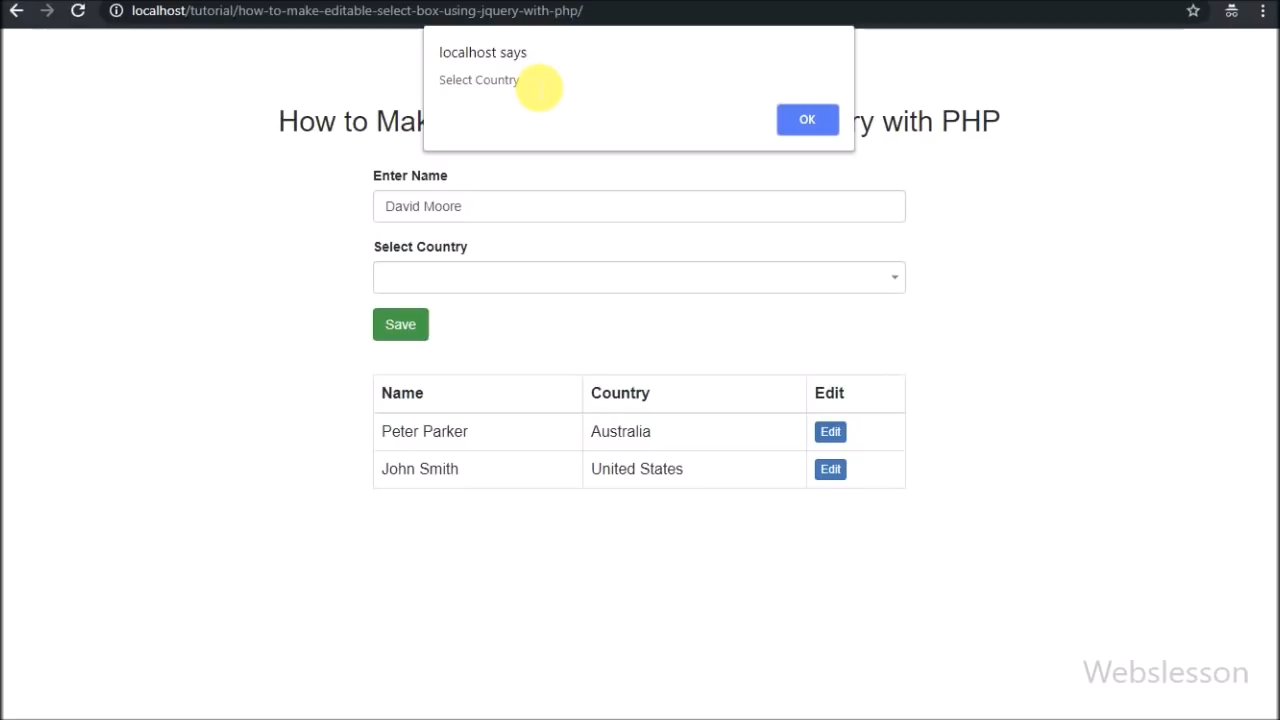 localhost/tutorial/how-to-make-editable-select-box-using-jquery-with-php/
localhost says
Select Country
OK
How to Mak ry with PHP
Enter Name
David Moore
Select Country
Save
Name Country Edit
Peter Parker Australia Edit
John Smith United States Edit
Webslesson